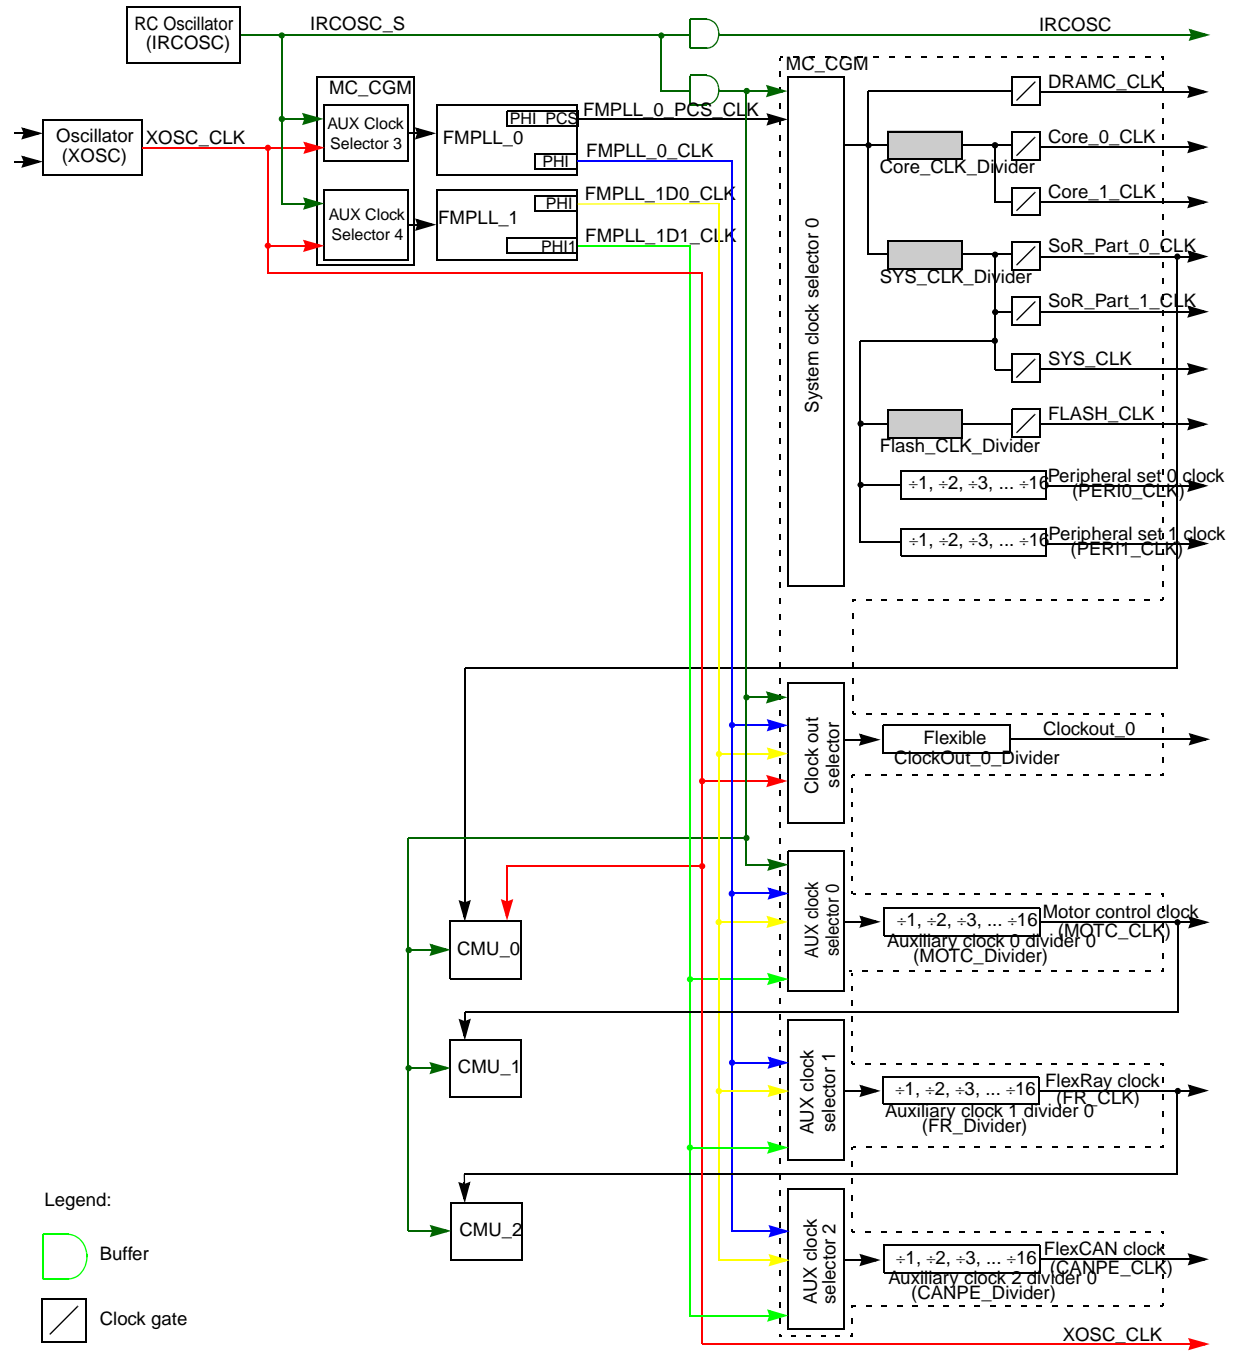 RC Oscillator
(IRCOSC)
IRCOSC_S
IRCOSC
MC_CGM
MC_CGM
DRAMC_CLK
AUX Clock
Selector 3
FMPLL_0
PHI_PCS
PHI
FMPLL_0_PCS_CLK
FMPLL_0_CLK
Oscillator
(XOSC)
XOSC_CLK
Core_CLK_Divider
Core_0_CLK
Core_1_CLK
AUX Clock
Selector 4
FMPLL_1
PHI
PHI1
FMPLL_1D0_CLK
FMPLL_1D1_CLK
System clock selector 0
SYS_CLK_Divider
SoR_Part_0_CLK
SoR_Part_1_CLK
SYS_CLK
Flash_CLK_Divider
FLASH_CLK
÷1, ÷2, ÷3, ... ÷16
Peripheral set 0 clock
(PERI0_CLK)
÷1, ÷2, ÷3, ... ÷16
Peripheral set 1 clock
(PERI1_CLK)
Clock out
selector
Flexible
ClockOut_0_Divider
Clockout_0
AUX clock
selector 0
÷1, ÷2, ÷3, ... ÷16
Auxiliary clock 0 divider 0
(MOTC_Divider)
Motor control clock
(MOTC_CLK)
CMU_0
CMU_1
AUX clock
selector 1
÷1, ÷2, ÷3, ... ÷16
Auxiliary clock 1 divider 0
(FR_Divider)
FlexRay clock
(FR_CLK)
CMU_2
AUX clock
selector 2
÷1, ÷2, ÷3, ... ÷16
Auxiliary clock 2 divider 0
(CANPE_Divider)
FlexCAN clock
(CANPE_CLK)
XOSC_CLK
Legend:
Buffer
Clock gate